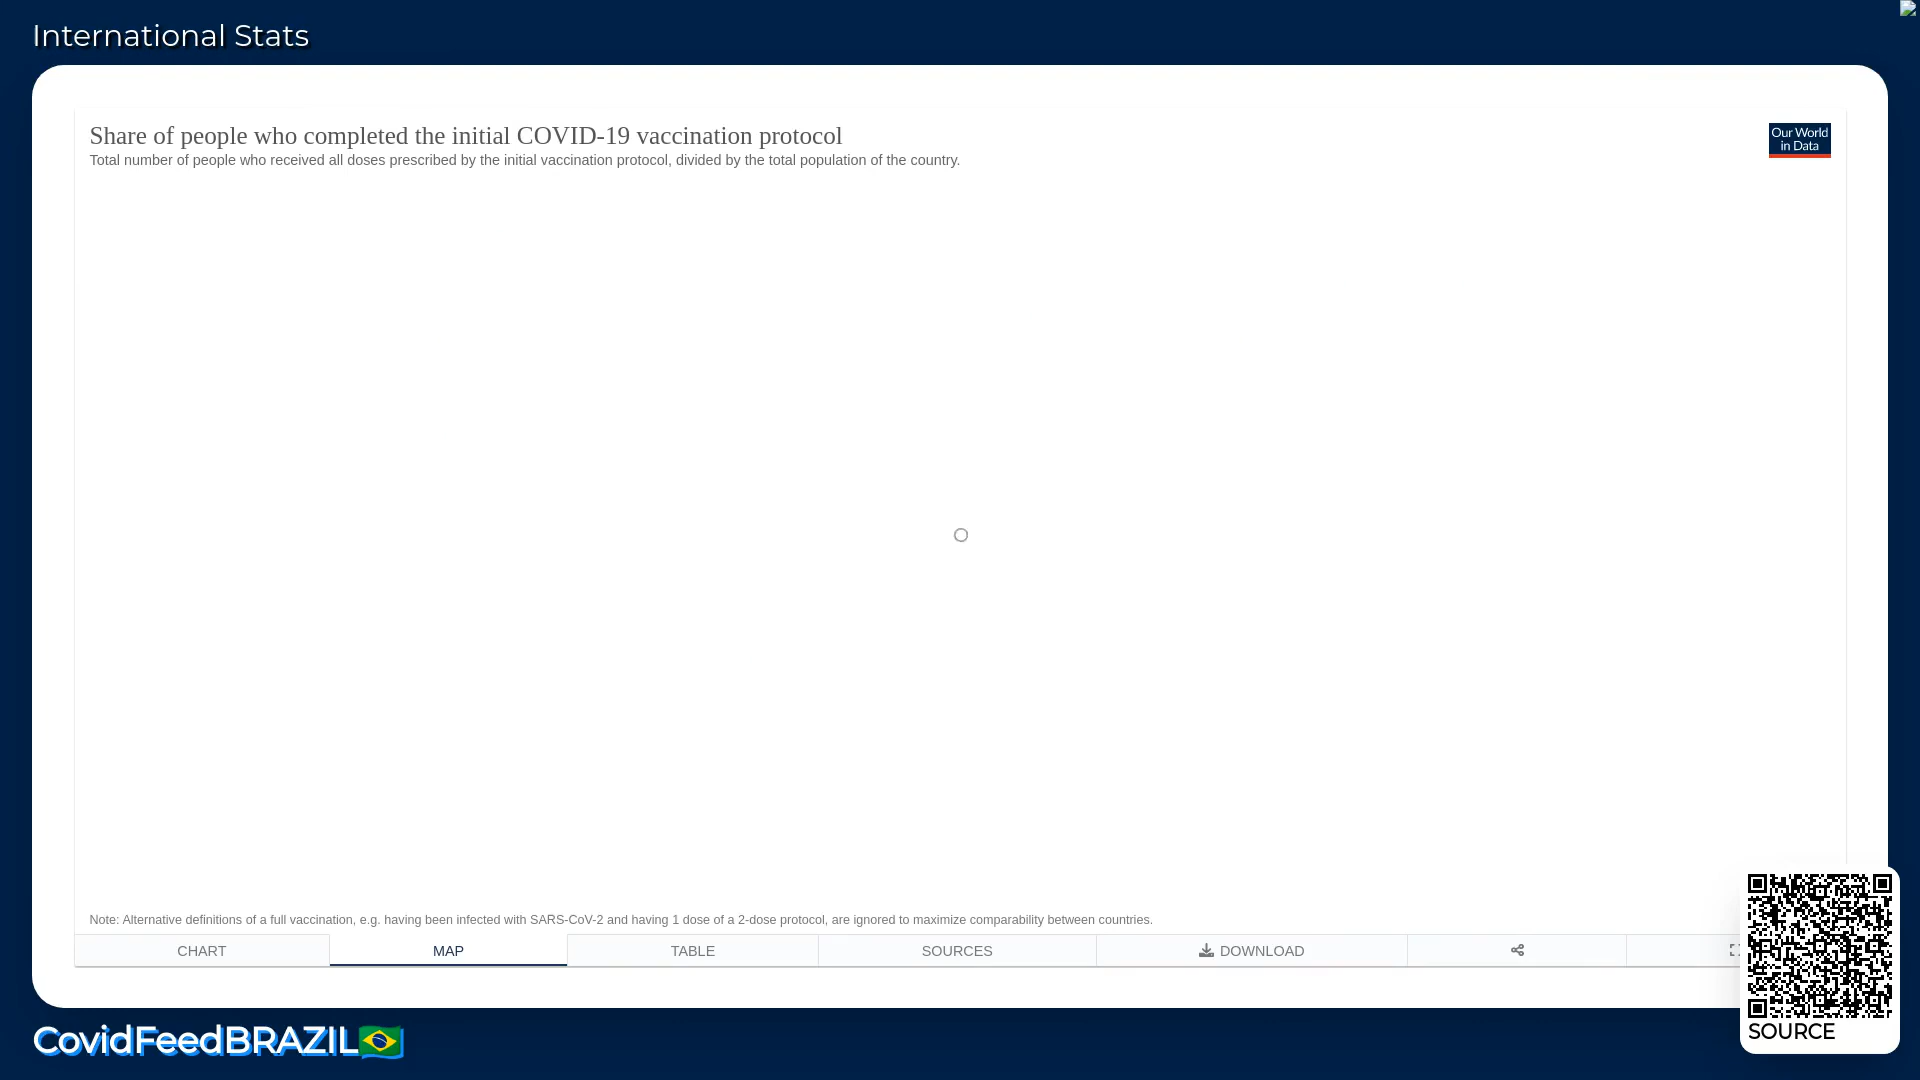 International Stats
Share of people who completed the initial COVID-19 vaccination protocol
Total number of people who received all doses prescribed by the initial vaccination protocol, divided by the total population of the country.
Our World
in Data
Note: Alternative definitions of a full vaccination, e.g. having been infected with SARS-CoV-2 and having 1 dose of a 2-dose protocol, are ignored to maximize comparability between countries.
CHART
MAP
TABLE
SOURCES
DOWNLOAD
SOURCE
CovidFeedBRAZIL